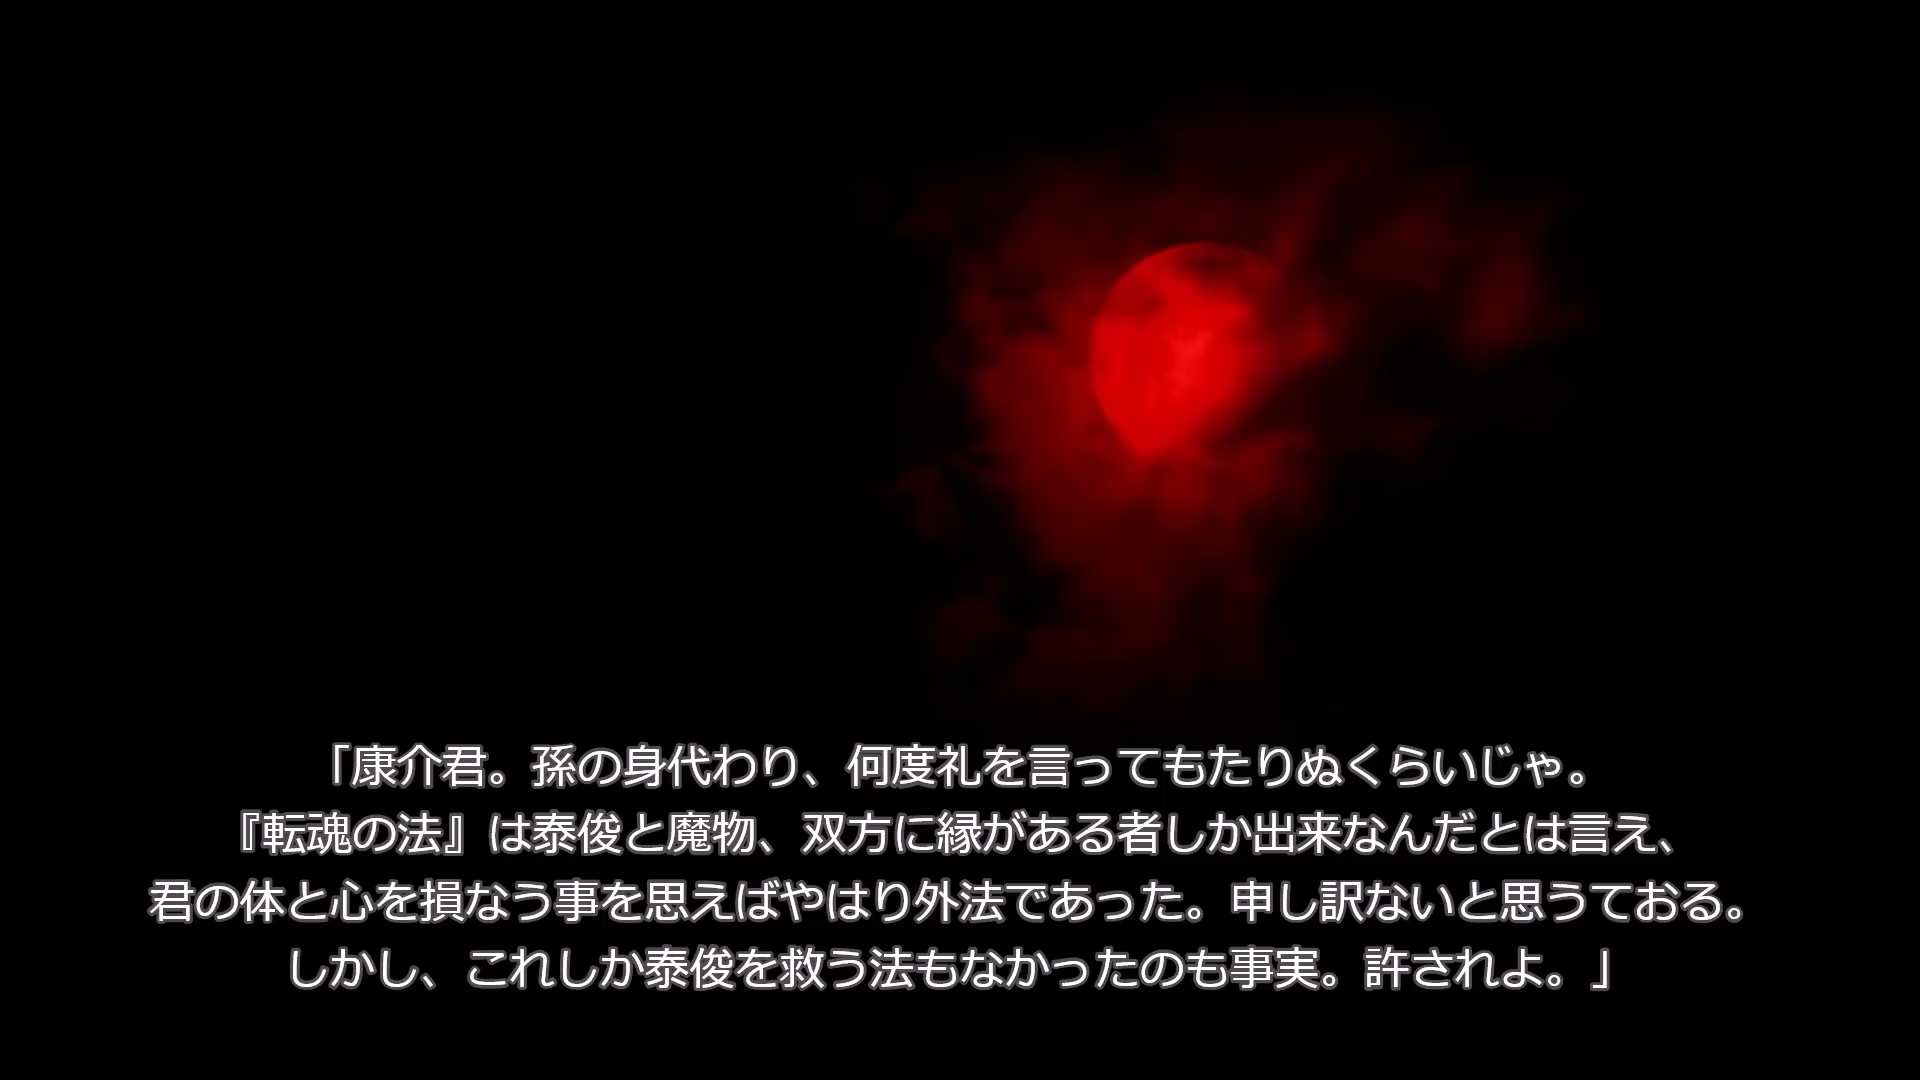 「康介君。孫の身代わり、何度礼を言ってもたりぬくらいじゃ。
『転魂の法』は泰俊と魔物、双方に縁がある者しか出来なんだとは言え、
君の体と心を損なう事を思えばやはり外法であった。申し訳ないと思うておる。
しかし、これしか泰俊を救う法もなかったのも事実。許されよ。」